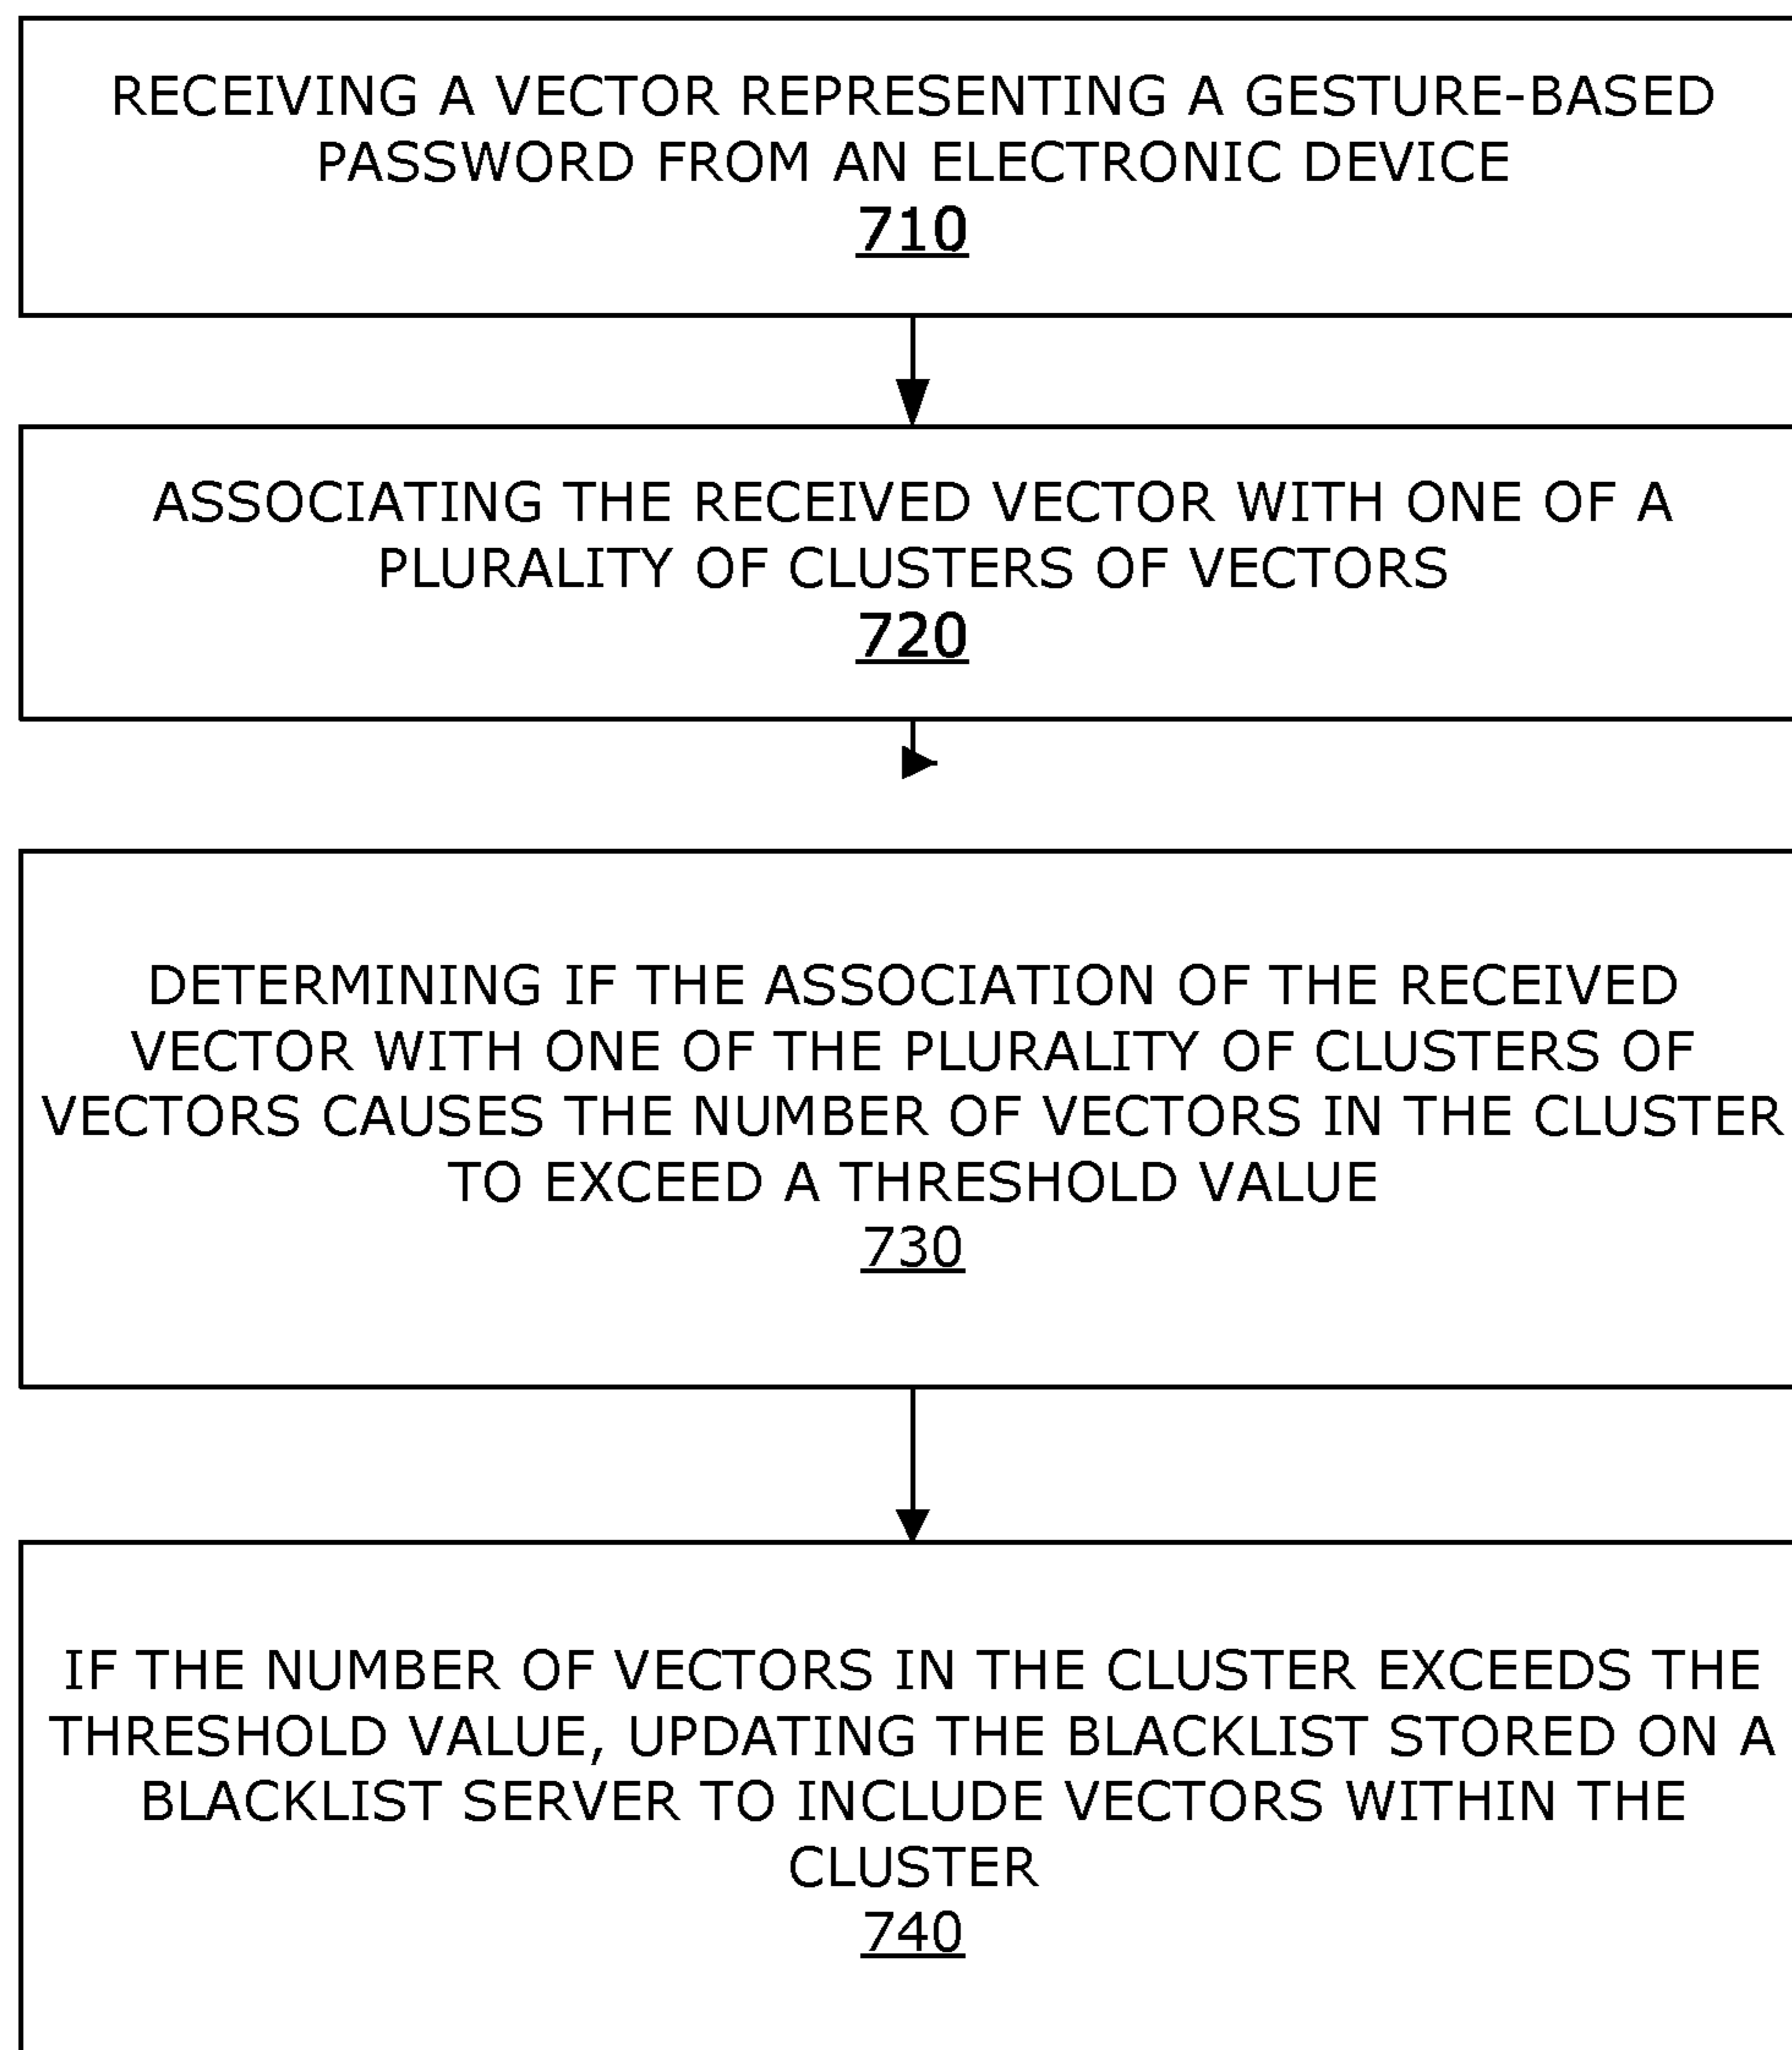 RECEIVING A VECTOR REPRESENTING A GESTURE-BASED
PASSWORD FROM AN ELECTRONIC DEVICE
710
ASSOCIATING THE RECEIVED VECTOR WITH ONE OF A
PLURALITY OF CLUSTERS OF VECTORS
720
DETERMINING IF THE ASSOCIATION OF THE RECEIVED
VECTOR WITH ONE OF THE PLURALITY OF CLUSTERS OF
VECTORS CAUSES THE NUMBER OF VECTORS IN THE CLUSTER
TO EXCEED A THRESHOLD VALUE
730
IF THE NUMBER OF VECTORS IN THE CLUSTER EXCEEDS THE
THRESHOLD VALUE, UPDATING THE BLACKLIST STORED ON A
BLACKLIST SERVER TO INCLUDE VECTORS WITHIN THE
CLUSTER
740